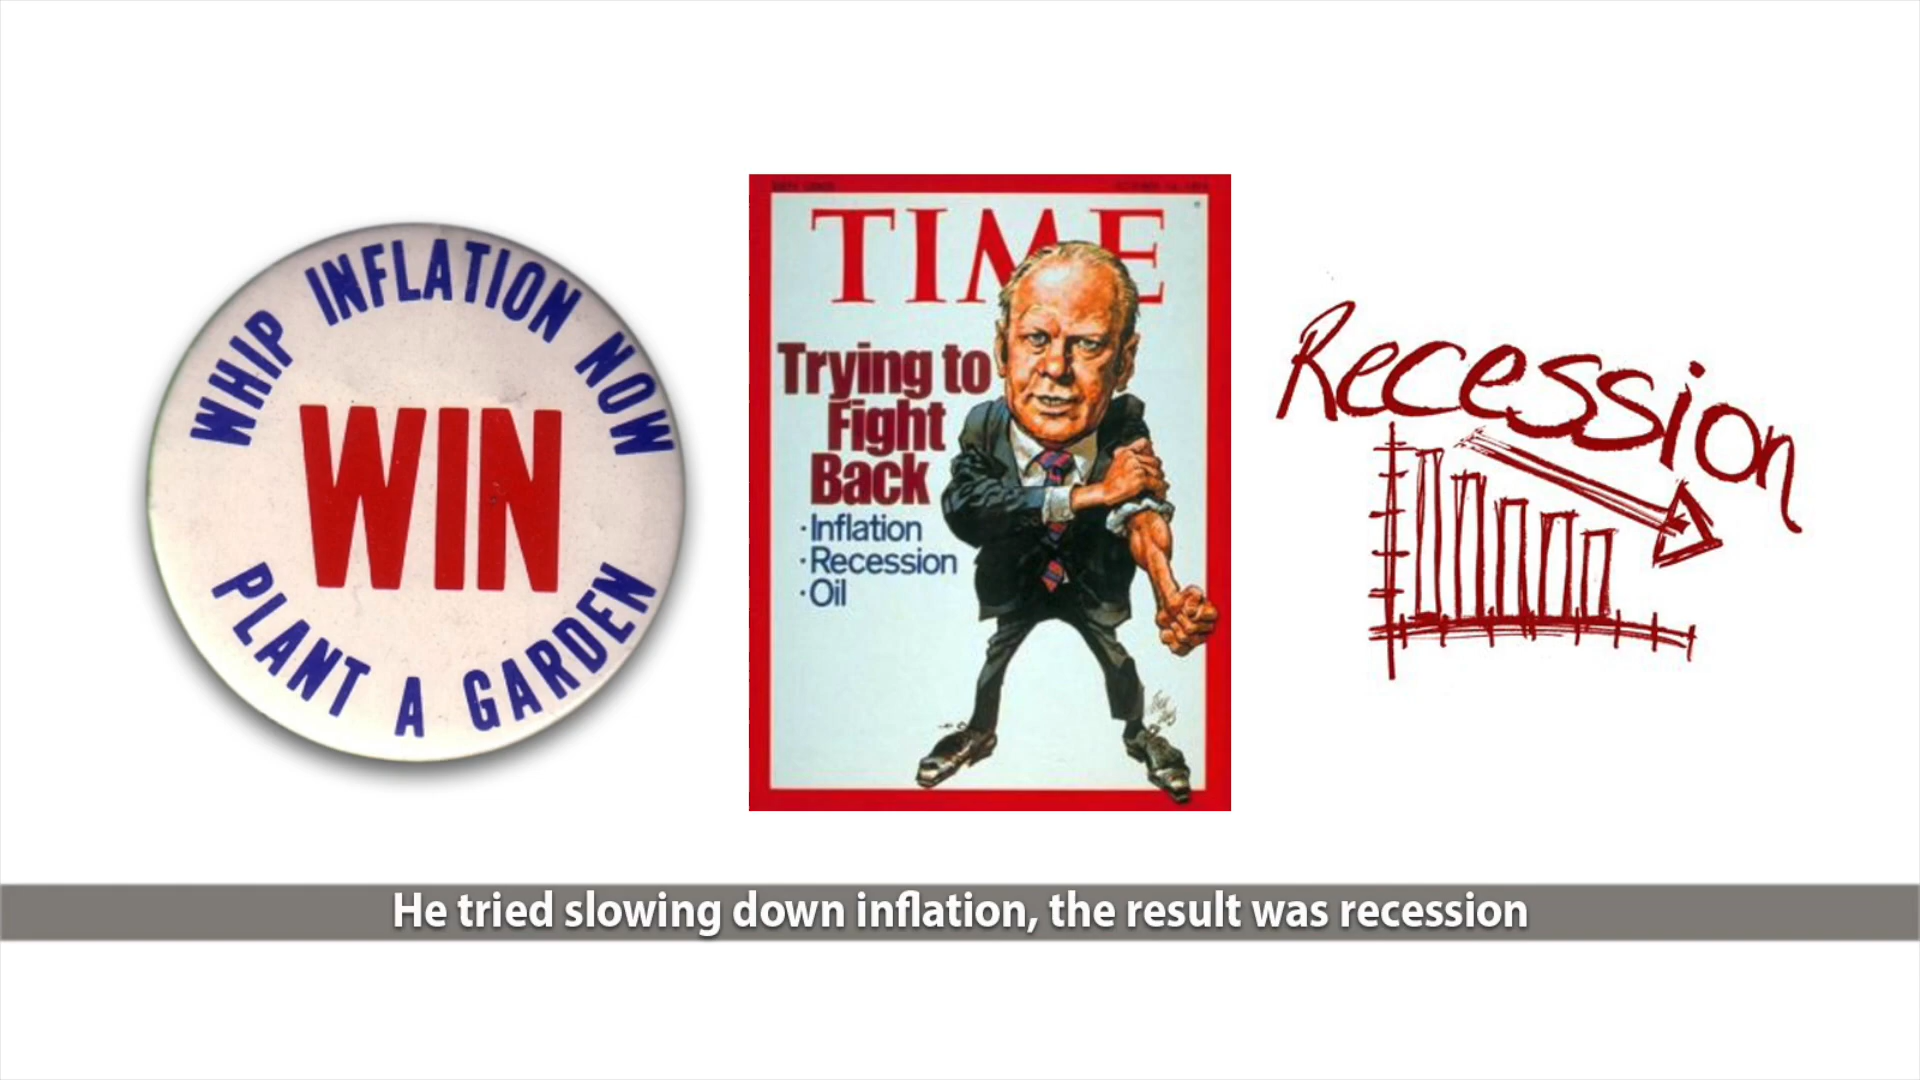 WHIP INFLATION NOW
WIN
PLANT A GARDEN
TIME
Trying to
Fight
Back
· Inflation
· Recession
· Oil
Recession
He tried slowing down inflation, the result was recession